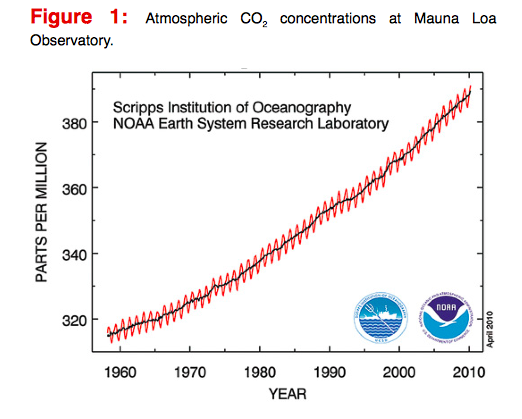 Figure 1: Atmospheric CO₂ concentrations at Mauna Loa
Observatory.
Scripps Institution of Oceanography
NOAA Earth System Research Laboratory
PARTS PER MILLION
380
360
340
320
NOAA
April 2010
1960 1970 1980 1990 2000 2010
YEAR